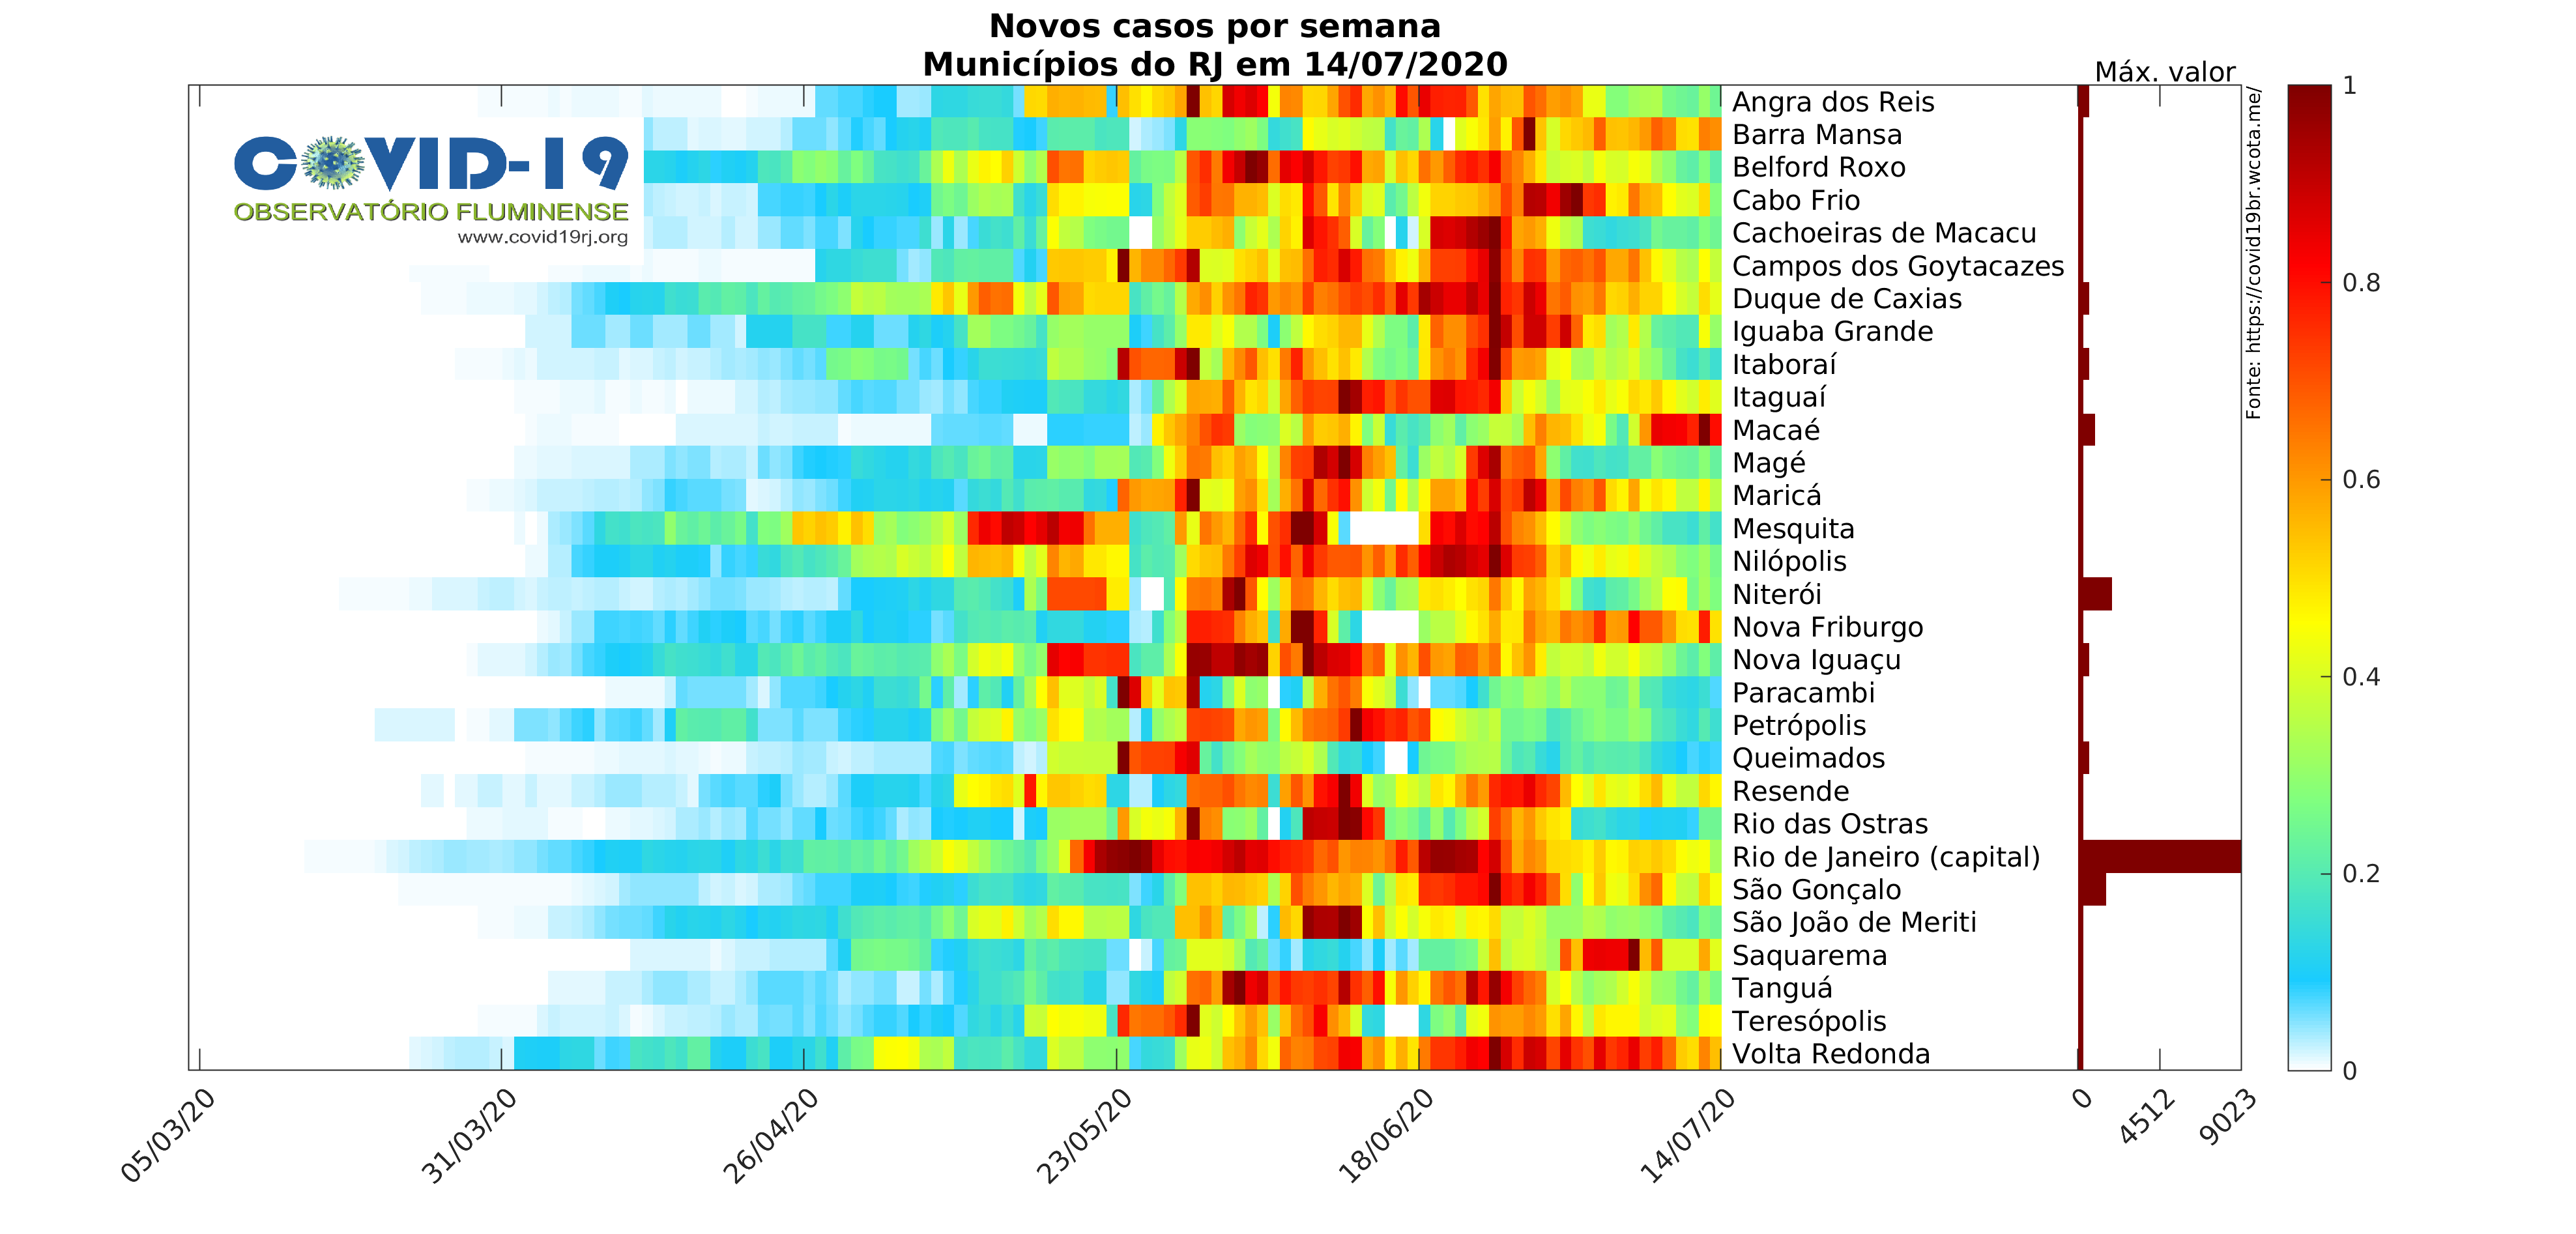 Novos casos por semana
Municípios do RJ em 14/07/2020
Máx. valor
COVID-19
OBSERVATÓRIO FLUMINENSE
www.covid19rj.org
Angra dos Reis
Barra Mansa
Belford Roxo
Cabo Frio
Cachoeiras de Macacu
Campos dos Goytacazes
Duque de Caxias
Iguaba Grande
Itaboraí
Itaguaí
Macaé
Magé
Maricá
Mesquita
Nilópolis
Niterói
Nova Friburgo
Nova Iguaçu
Paracambi
Petrópolis
Queimados
Resende
Rio das Ostras
Rio de Janeiro (capital)
São Gonçalo
São João de Meriti
Saquarema
Tanguá
Teresópolis
Volta Redonda
Fonte: https://covid19br.wcota.me/
1
0.8
0.6
0.4
0.2
0
05/03/20
31/03/20
26/04/20
23/05/20
18/06/20
14/07/20
0
4512
9023